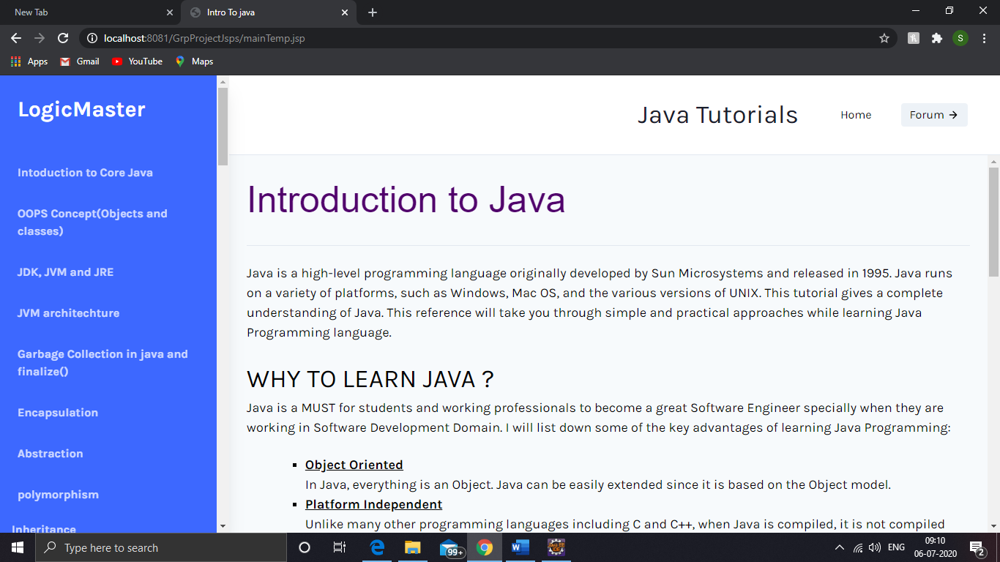 New Tab
Intro To java
localhost:8081/GrpProjectJsps/mainTemp.jsp
S
Apps
Gmail
YouTube
Maps
LogicMaster
Intoduction to Core Java
OOPS Concept(Objects and
classes)
JDK, JVM and JRE
JVM architechture
Garbage Collection in java and
finalize()
Encapsulation
Abstraction
polymorphism
Inheritance
Java Tutorials
Home
Forum →
Introduction to Java
Java is a high-level programming language originally developed by Sun Microsystems and released in 1995. Java runs
on a variety of platforms, such as Windows, Mac OS, and the various versions of UNIX. This tutorial gives a complete
understanding of Java. This reference will take you through simple and practical approaches while learning Java
Programming language.
WHY TO LEARN JAVA ?
Java is a MUST for students and working professionals to become a great Software Engineer specially when they are
working in Software Development Domain. I will list down some of the key advantages of learning Java Programming:
Object Oriented
In Java, everything is an Object. Java can be easily extended since it is based on the Object model.
Platform Independent
Unlike many other programming languages including C and C++, when Java is compiled, it is not compiled
Type here to search
99+
ENG
09:10
06-07-2020
2